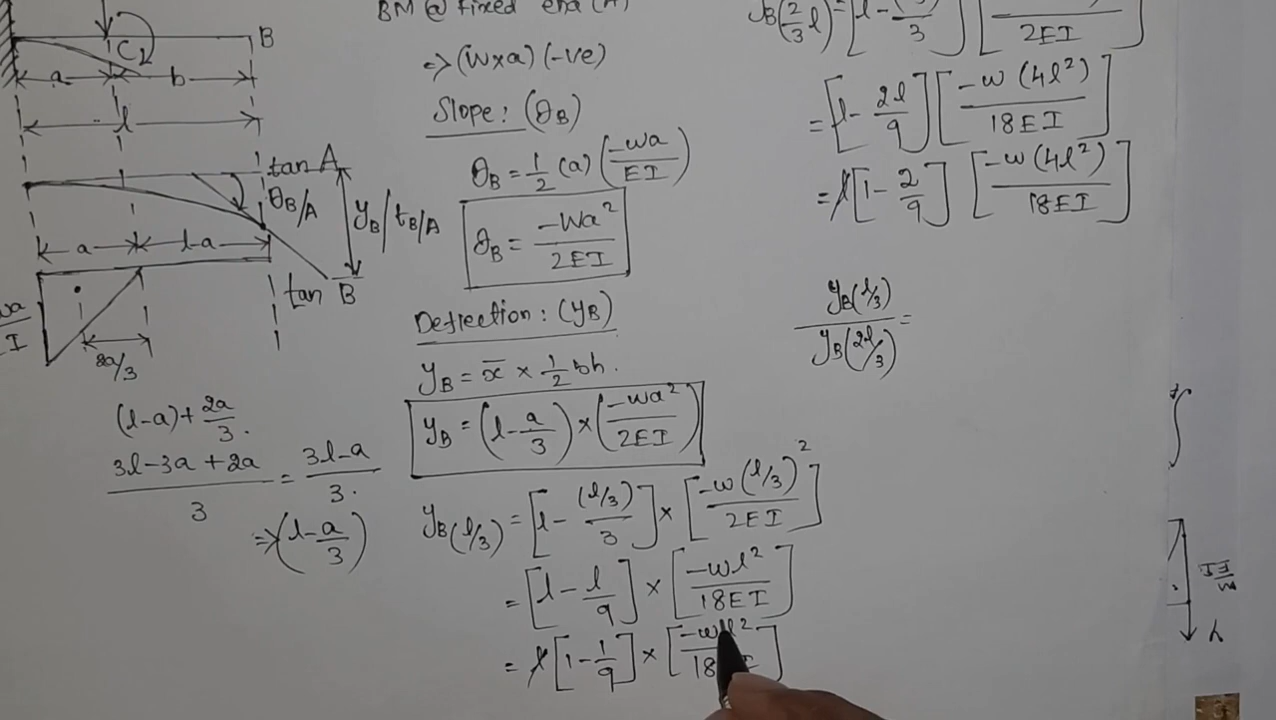 BM @ fixed end (A)
=> (W×a) (-ve)
Slope: (θB)
θB = 1/2 (a) (-Wa/EI)
θB = -Wa²/2EI
Deflection: (yB)
yB = x̄ × 1/2 bh.
yB = (l - a/3) × (-Wa²/2EI)
yB(l/3) = [l - (l/3)/3] × [-W(l/3)²/2EI]
= [l - l/9] × [-Wl²/18EI]
= l[1 - 1/9] ×
C
B
a
b
l
tan A
θB/A
yB/tB/A
a
l-a
tan B
2a/3
(l-a) + 2a/3.
3l-3a+2a/3 = 3l-a/3.
=> (l - a/3)
yB(2/3 l) =
2EI
= [l - 2l/9] [-W(4l²)/18EI]
= l[1 - 2/9] [-W(4l²)/18EI]
yB(l/3)/yB(2l/3) =